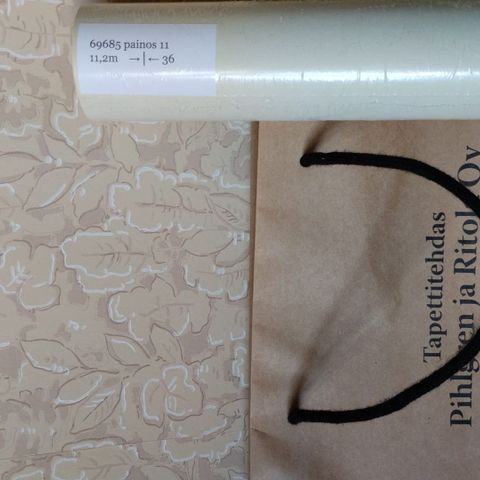 69685 painos 11
11,2m →|← 36
Tapettitehdas
Pihlgren ja Ritola Oy